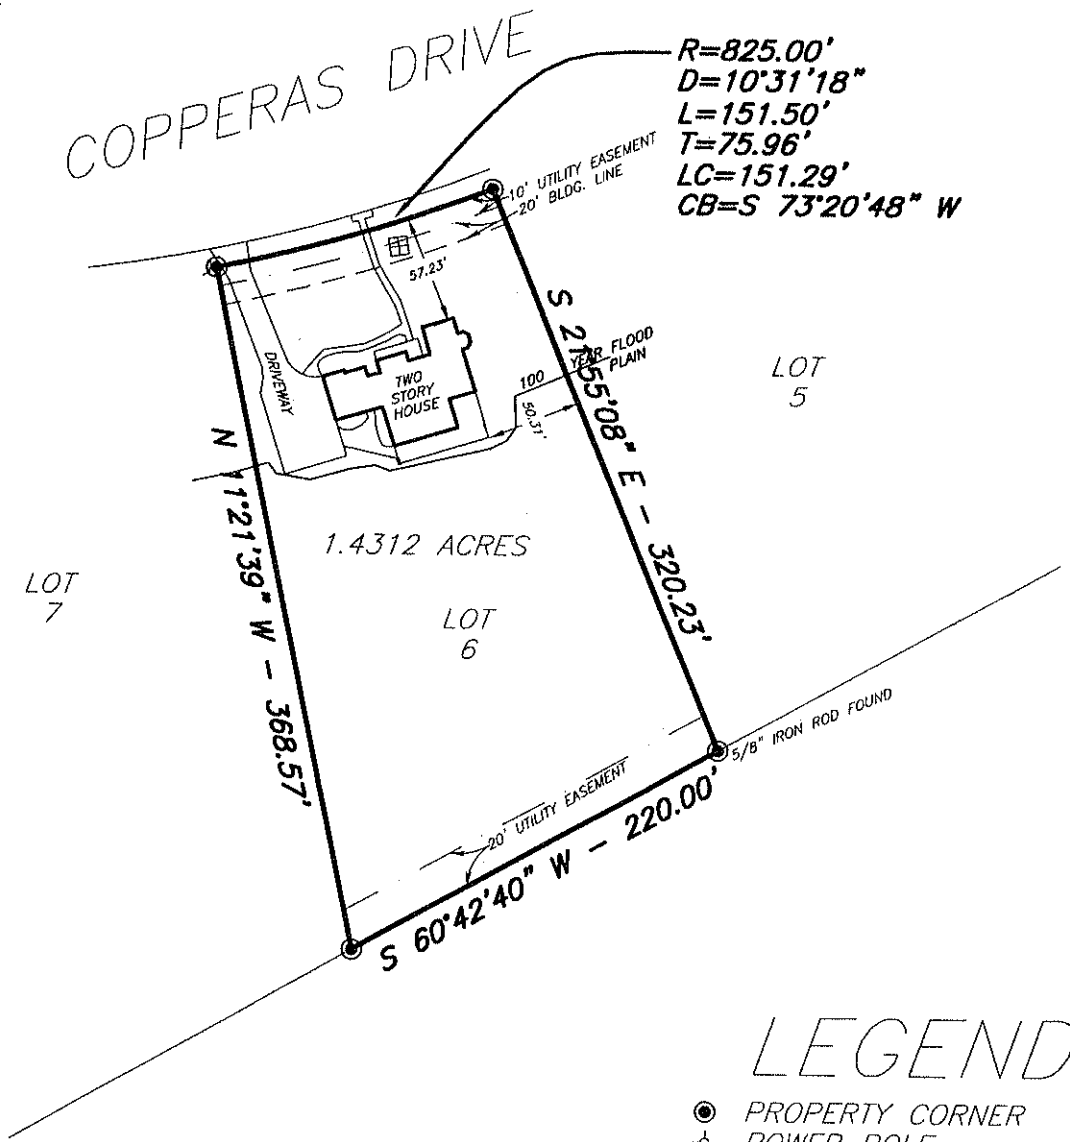 COPPERAS DRIVE
R=825.00'
D=10°31'18"
L=151.50'
T=75.96'
LC=151.29'
CB=S 73°20'48" W
10' UTILITY EASEMENT
20' BLDG. LINE
57.23'
DRIVEWAY
TWO
STORY
HOUSE
100 YEAR FLOOD
PLAIN
50.31'
S 21°55'08" E - 320.23'
LOT
5
N 11°21'39" W - 368.57'
1.4312 ACRES
LOT
7
LOT
6
5/8" IRON ROD FOUND
20' UTILITY EASEMENT
S 60°42'40" W - 220.00'
LEGEND
PROPERTY CORNER
POWER POLE